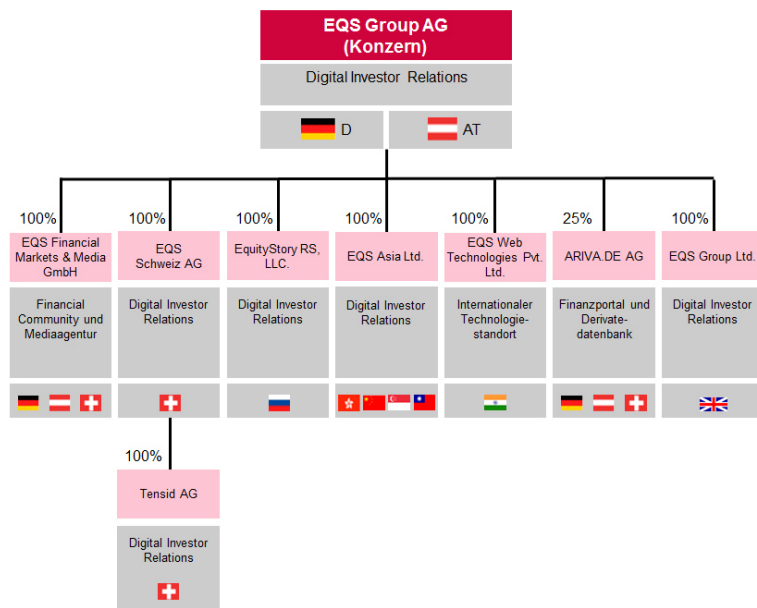 EQS Group AG
(Konzern)
Digital Investor Relations
D
AT
100%
100%
100%
100%
100%
25%
100%
EQS Financial
Markets & Media
GmbH
EQS
Schweiz AG
EquityStory RS,
LLC.
EQS Asia Ltd.
EQS Web
Technologies Pvt.
Ltd.
ARIVA.DE AG
EQS Group Ltd.
Financial
Community und
Mediaagentur
Digital Investor
Relations
Digital Investor
Relations
Digital Investor
Relations
Internationaler
Technologie-
standort
Finanzportal und
Derivate-
datenbank
Digital Investor
Relations
100%
Tensid AG
Digital Investor
Relations